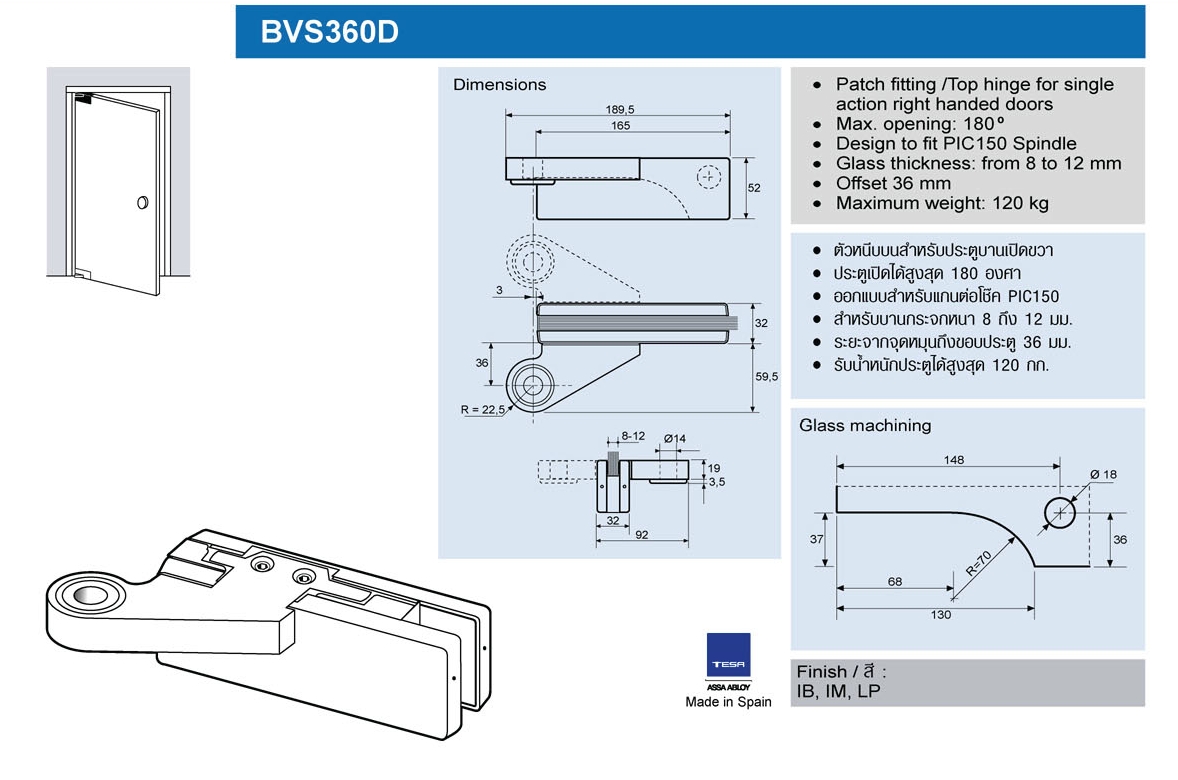 BVS360D
Dimensions
189,5
165
52
3
32
36
59,5
R = 22,5
8-12
Ø14
19
3,5
32
92
• Patch fitting /Top hinge for single
action right handed doors
• Max. opening: 180º
• Design to fit PIC150 Spindle
• Glass thickness: from 8 to 12 mm
• Offset 36 mm
• Maximum weight: 120 kg
• ตัวหนีบบนสำหรับประตูบานเปิดขวา
• ประตูเปิดได้สูงสุด 180 องศา
• ออกแบบสำหรับแกนต่อโช๊ค PIC150
• สำหรับบานกระจกหนา 8 ถึง 12 มม.
• ระยะจากจุดหมุนถึงขอบประตู 36 มม.
• รับน้ำหนักประตูได้สูงสุด 120 กก.
Glass machining
148
Ø 18
37
36
R=70
68
130
TESA
ASSA ABLOY
Made in Spain
Finish / สี :
IB, IM, LP